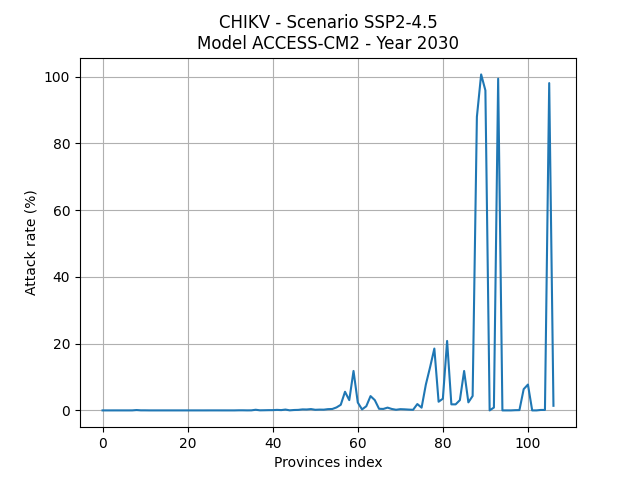 CHIKV - Scenario SSP2-4.5
Model ACCESS-CM2 - Year 2030
100
80
60
40
20
0
Attack rate (%)
0 20 40 60 80 100
Provinces index